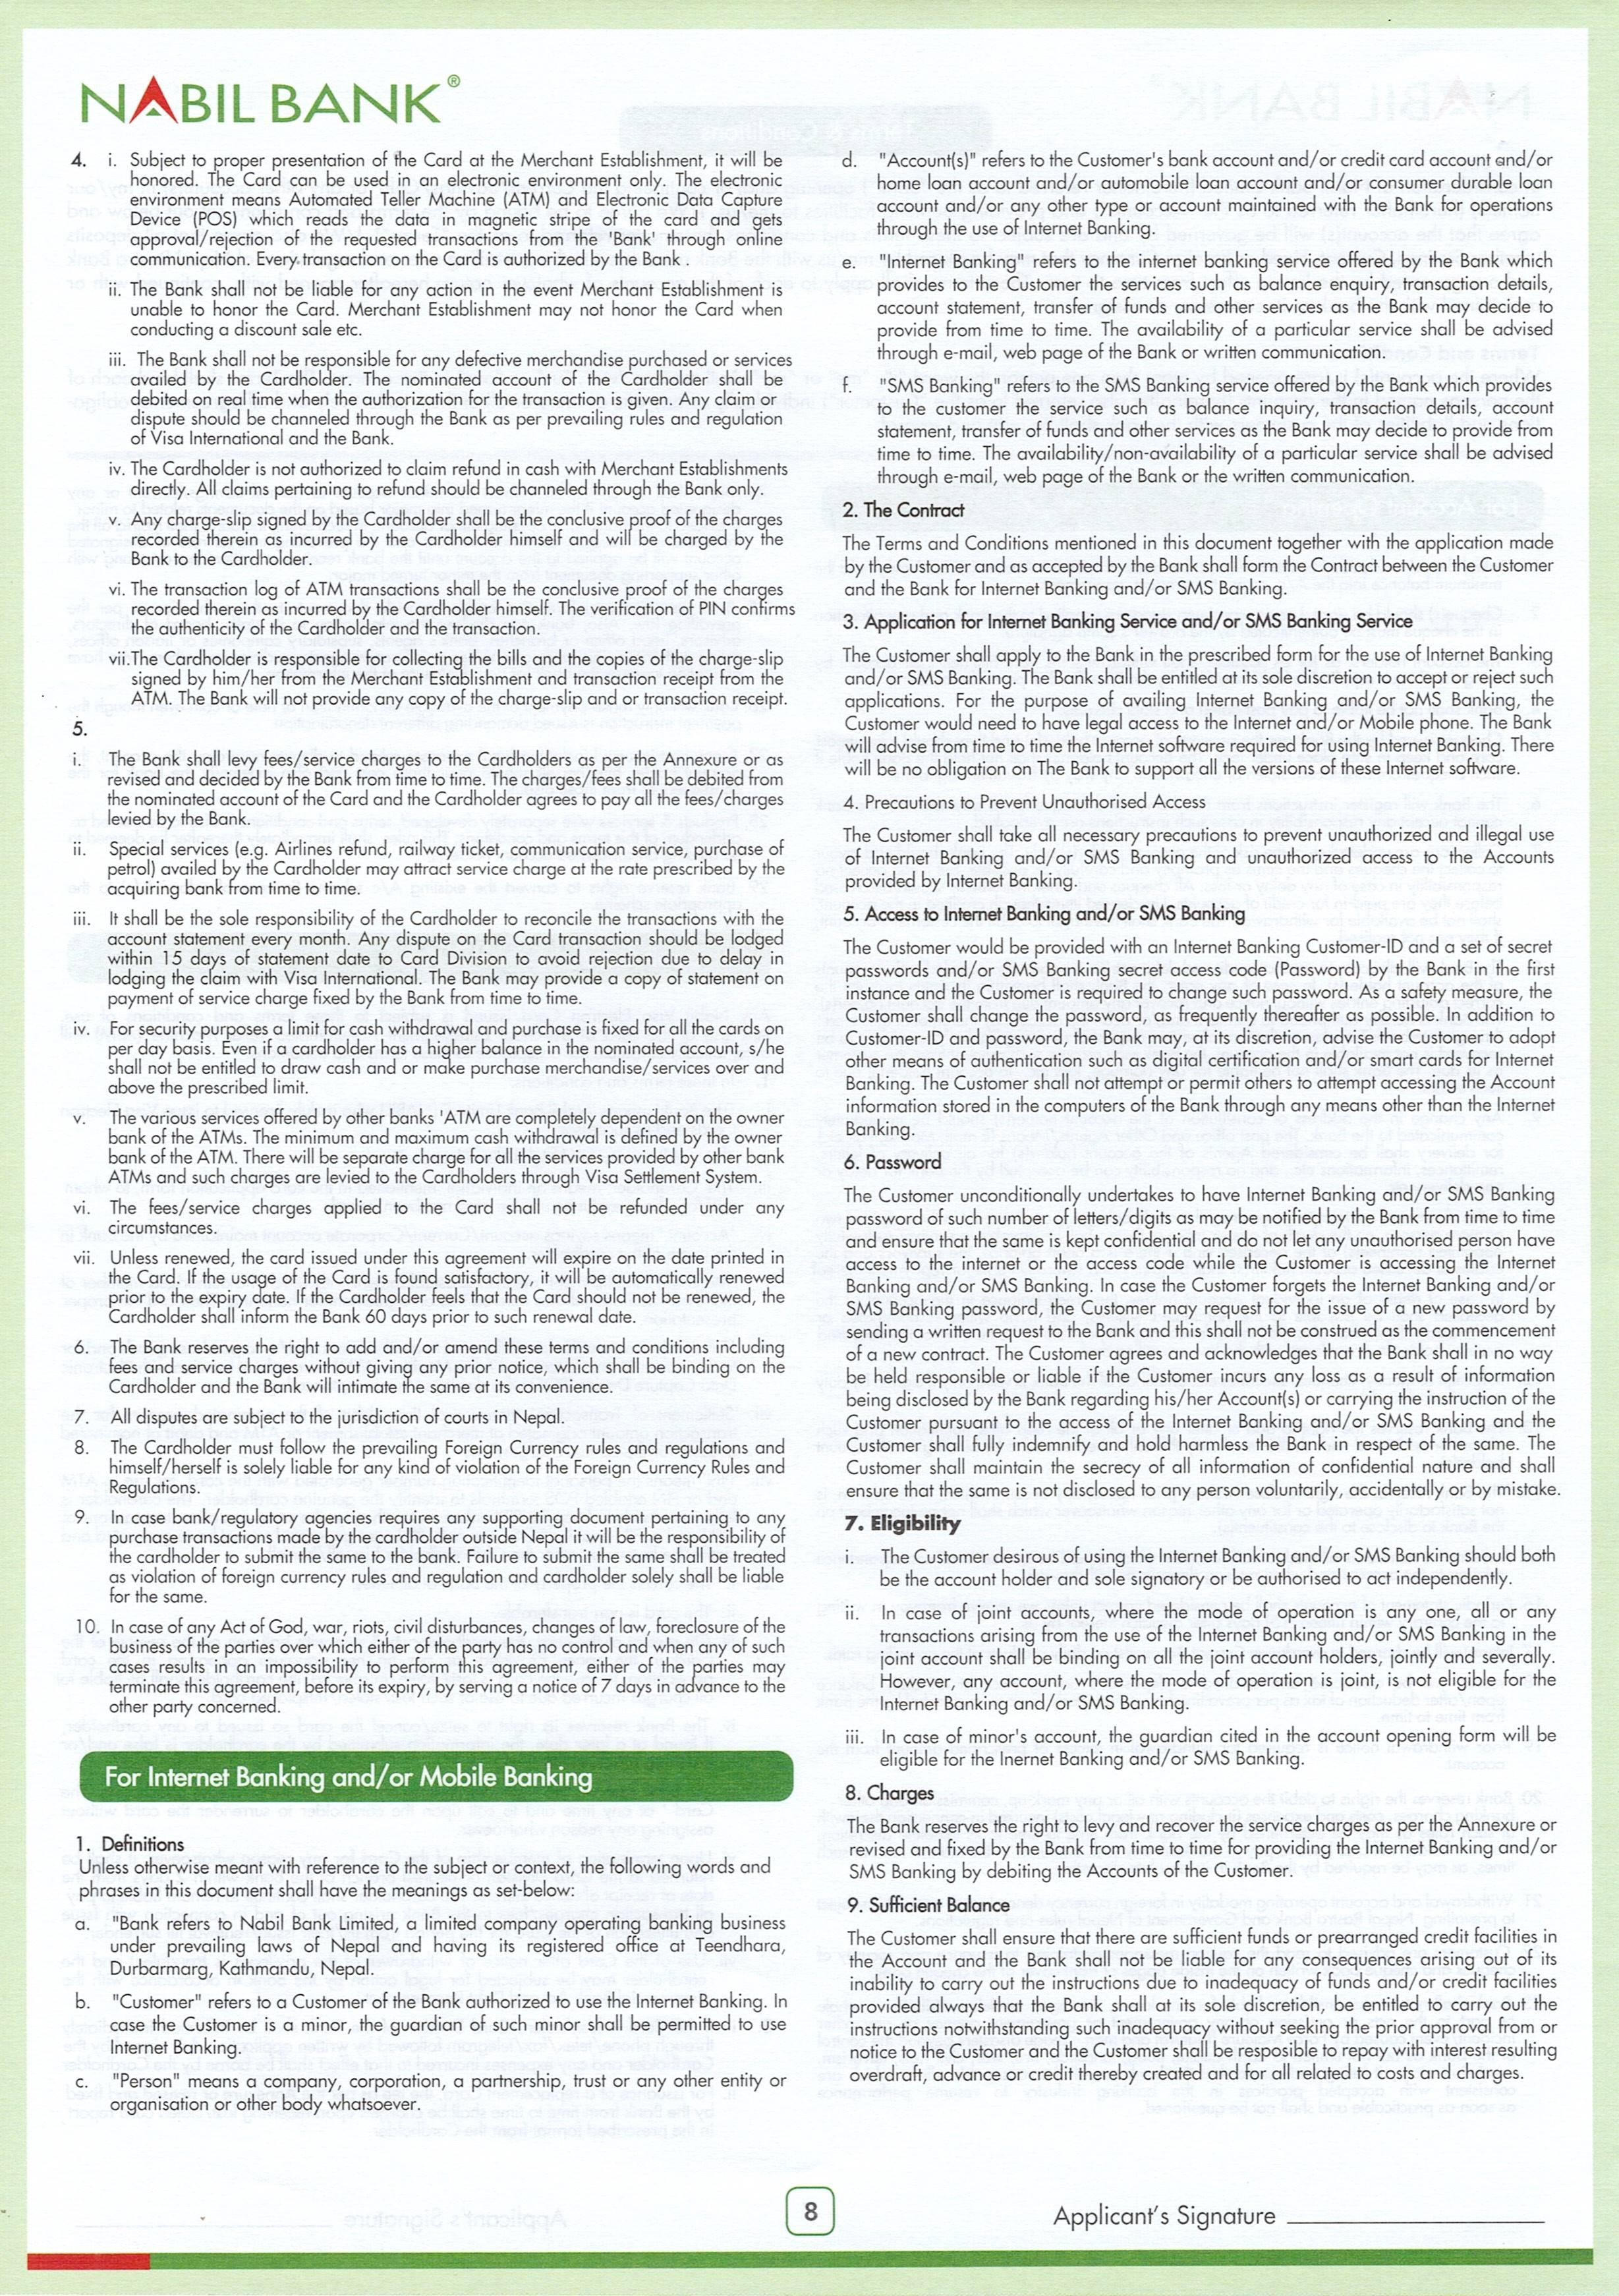 NABIL BANK®
4. i. Subject to proper presentation of the Card at the Merchant Establishment, it will be
honored. The Card can be used in an electronic environment only. The electronic
environment means Automated Teller Machine (ATM) and Electronic Data Capture
Device (POS) which reads the data in magnetic stripe of the card and gets
approval/rejection of the requested transactions from the 'Bank' through online
communication. Every transaction on the Card is authorized by the Bank .
ii. The Bank shall not be liable for any action in the event Merchant Establishment is
unable to honor the Card. Merchant Establishment may not honor the Card when
conducting a discount sale etc.
iii. The Bank shall not be responsible for any defective merchandise purchased or services
availed by the Cardholder. The nominated account of the Cardholder shall be
debited on real time when the authorization for the transaction is given. Any claim or
dispute should be channeled through the Bank as per prevailing rules and regulation
of Visa International and the Bank.
iv. The Cardholder is not authorized to claim refund in cash with Merchant Establishments
directly. All claims pertaining to refund should be channeled through the Bank only.
v. Any charge-slip signed by the Cardholder shall be the conclusive proof of the charges
recorded therein as incurred by the Cardholder himself and will be charged by the
Bank to the Cardholder.
vi. The transaction log of ATM transactions shall be the conclusive proof of the charges
recorded therein as incurred by the Cardholder himself. The verification of PIN confirms
the authenticity of the Cardholder and the transaction.
vii.The Cardholder is responsible for collecting the bills and the copies of the charge-slip
signed by him/her from the Merchant Establishment and transaction receipt from the
ATM. The Bank will not provide any copy of the charge-slip and or transaction receipt.
5.
i. The Bank shall levy fees/service charges to the Cardholders as per the Annexure or as
revised and decided by the Bank from time to time. The charges/fees shall be debited from
the nominated account of the Card and the Cardholder agrees to pay all the fees/charges
levied by the Bank.
ii. Special services (e.g. Airlines refund, railway ticket, communication service, purchase of
petrol) availed by the Cardholder may attract service charge at the rate prescribed by the
acquiring bank from time to time.
iii. It shall be the sole responsibility of the Cardholder to reconcile the transactions with the
account statement every month. Any dispute on the Card transaction should be lodged
within 15 days of statement date to Card Division to avoid rejection due to delay in
lodging the claim with Visa International. The Bank may provide a copy of statement on
payment of service charge fixed by the Bank from time to time.
iv. For security purposes a limit for cash withdrawal and purchase is fixed for all the cards on
per day basis. Even if a cardholder has a higher balance in the nominated account, s/he
shall not be entitled to draw cash and or make purchase merchandise/services over and
above the prescribed limit.
v. The various services offered by other banks 'ATM are completely dependent on the owner
bank of the ATMs. The minimum and maximum cash withdrawal is defined by the owner
bank of the ATM. There will be separate charge for all the services provided by other bank
ATMs and such charges are levied to the Cardholders through Visa Settlement System.
vi. The fees/service charges applied to the Card shall not be refunded under any
circumstances.
vii. Unless renewed, the card issued under this agreement will expire on the date printed in
the Card. If the usage of the Card is found satisfactory, it will be automatically renewed
prior to the expiry date. If the Cardholder feels that the Card should not be renewed, the
Cardholder shall inform the Bank 60 days prior to such renewal date.
6. The Bank reserves the right to add and/or amend these terms and conditions including
fees and service charges without giving any prior notice, which shall be binding on the
Cardholder and the Bank will intimate the same at its convenience.
7. All disputes are subject to the jurisdiction of courts in Nepal.
8. The Cardholder must follow the prevailing Foreign Currency rules and regulations and
himself/herself is solely liable for any kind of violation of the Foreign Currency Rules and
Regulations.
9. In case bank/regulatory agencies requires any supporting document pertaining to any
purchase transactions made by the cardholder outside Nepal it will be the responsibility of
the cardholder to submit the same to the bank. Failure to submit the same shall be treated
as violation of foreign currency rules and regulation and cardholder solely shall be liable
for the same.
10. In case of any Act of God, war, riots, civil disturbances, changes of law, foreclosure of the
business of the parties over which either of the party has no control and when any of such
cases results in an impossibility to perform this agreement, either of the parties may
terminate this agreement, before its expiry, by serving a notice of 7 days in advance to the
other party concerned.
For Internet Banking and/or Mobile Banking
1. Definitions
Unless otherwise meant with reference to the subject or context, the following words and
phrases in this document shall have the meanings as set-below:
a. "Bank refers to Nabil Bank Limited, a limited company operating banking business
under prevailing laws of Nepal and having its registered office at Teendhara,
Durbarmarg, Kathmandu, Nepal.
b. "Customer" refers to a Customer of the Bank authorized to use the Internet Banking. In
case the Customer is a minor, the guardian of such minor shall be permitted to use
Internet Banking.
c. "Person" means a company, corporation, a partnership, trust or any other entity or
organisation or other body whatsoever.
d. "Account(s)" refers to the Customer's bank account and/or credit card account and/or
home loan account and/or automobile loan account and/or consumer durable loan
account and/or any other type or account maintained with the Bank for operations
through the use of Internet Banking.
e. "Internet Banking" refers to the internet banking service offered by the Bank which
provides to the Customer the services such as balance enquiry, transaction details,
account statement, transfer of funds and other services as the Bank may decide to
provide from time to time. The availability of a particular service shall be advised
through e-mail, web page of the Bank or written communication.
f. "SMS Banking" refers to the SMS Banking service offered by the Bank which provides
to the customer the service such as balance inquiry, transaction details, account
statement, transfer of funds and other services as the Bank may decide to provide from
time to time. The availability/non-availability of a particular service shall be advised
through e-mail, web page of the Bank or the written communication.
2. The Contract
The Terms and Conditions mentioned in this document together with the application made
by the Customer and as accepted by the Bank shall form the Contract between the Customer
and the Bank for Internet Banking and/or SMS Banking.
3. Application for Internet Banking Service and/or SMS Banking Service
The Customer shall apply to the Bank in the prescribed form for the use of Internet Banking
and/or SMS Banking. The Bank shall be entitled at its sole discretion to accept or reject such
applications. For the purpose of availing Internet Banking and/or SMS Banking, the
Customer would need to have legal access to the Internet and/or Mobile phone. The Bank
will advise from time to time the Internet software required for using Internet Banking. There
will be no obligation on The Bank to support all the versions of these Internet software.
4. Precautions to Prevent Unauthorised Access
The Customer shall take all necessary precautions to prevent unauthorized and illegal use
of Internet Banking and/or SMS Banking and unauthorized access to the Accounts
provided by Internet Banking.
5. Access to Internet Banking and/or SMS Banking
The Customer would be provided with an Internet Banking Customer-ID and a set of secret
passwords and/or SMS Banking secret access code (Password) by the Bank in the first
instance and the Customer is required to change such password. As a safety measure, the
Customer shall change the password, as frequently thereafter as possible. In addition to
Customer-ID and password, the Bank may, at its discretion, advise the Customer to adopt
other means of authentication such as digital certification and/or smart cards for Internet
Banking. The Customer shall not attempt or permit others to attempt accessing the Account
information stored in the computers of the Bank through any means other than the Internet
Banking.
6. Password
The Customer unconditionally undertakes to have Internet Banking and/or SMS Banking
password of such number of letters/digits as may be notified by the Bank from time to time
and ensure that the same is kept confidential and do not let any unauthorised person have
access to the internet or the access code while the Customer is accessing the Internet
Banking and/or SMS Banking. In case the Customer forgets the Internet Banking and/or
SMS Banking password, the Customer may request for the issue of a new password by
sending a written request to the Bank and this shall not be construed as the commencement
of a new contract. The Customer agrees and acknowledges that the Bank shall in no way
be held responsible or liable if the Customer incurs any loss as a result of information
being disclosed by the Bank regarding his/her Account(s) or carrying the instruction of the
Customer pursuant to the access of the Internet Banking and/or SMS Banking and the
Customer shall fully indemnify and hold harmless the Bank in respect of the same. The
Customer shall maintain the secrecy of all information of confidential nature and shall
ensure that the same is not disclosed to any person voluntarily, accidentally or by mistake.
7. Eligibility
i. The Customer desirous of using the Internet Banking and/or SMS Banking should both
be the account holder and sole signatory or be authorised to act independently.
ii. In case of joint accounts, where the mode of operation is any one, all or any
transactions arising from the use of the Internet Banking and/or SMS Banking in the
joint account shall be binding on all the joint account holders, jointly and severally.
However, any account, where the mode of operation is joint, is not eligible for the
Internet Banking and/or SMS Banking.
iii. In case of minor's account, the guardian cited in the account opening form will be
eligible for the Inernet Banking and/or SMS Banking.
8. Charges
The Bank reserves the right to levy and recover the service charges as per the Annexure or
revised and fixed by the Bank from time to time for providing the Internet Banking and/or
SMS Banking by debiting the Accounts of the Customer.
9. Sufficient Balance
The Customer shall ensure that there are sufficient funds or prearranged credit facilities in
the Account and the Bank shall not be liable for any consequences arising out of its
inability to carry out the instructions due to inadequacy of funds and/or credit facilities
provided always that the Bank shall at its sole discretion, be entitled to carry out the
instructions notwithstanding such inadequacy without seeking the prior approval from or
notice to the Customer and the Customer shall be resposible to repay with interest resulting
overdraft, advance or credit thereby created and for all related to costs and charges.
8
Applicant's Signature